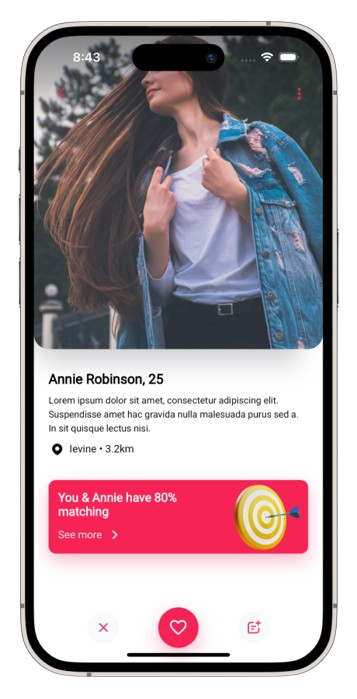 8:43
Annie Robinson, 25
Lorem ipsum dolor sit amet, consectetur adipiscing elit.
Suspendisse amet hac gravida nulla malesuada purus sed a.
In sit quisque lectus nisi.
Ievine • 3.2km
You & Annie have 80%
matching
See more